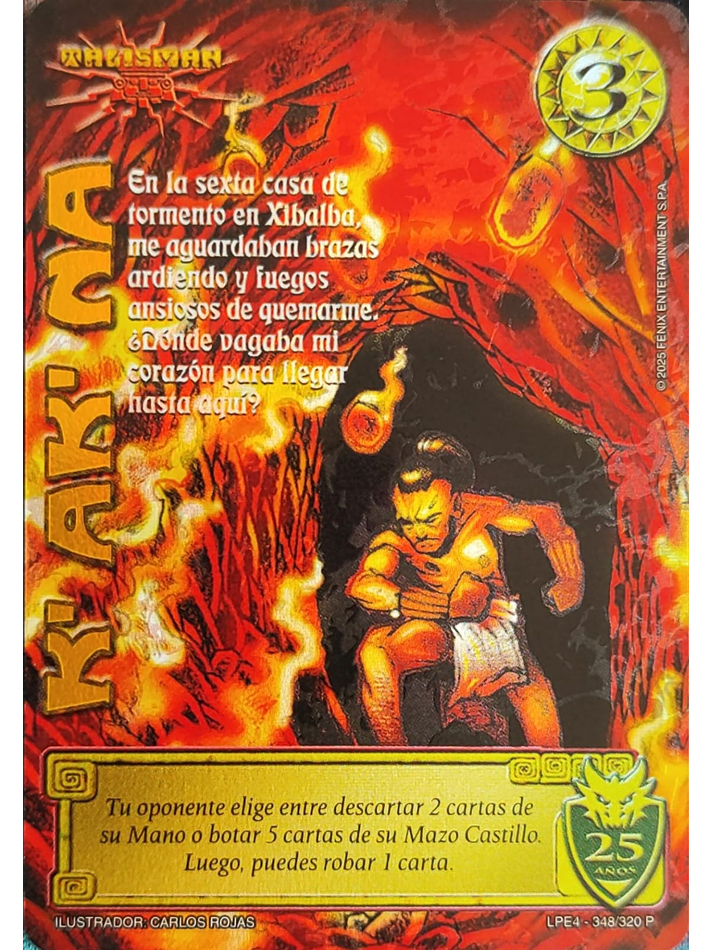 TALISMAN
3
K' AK' NA
En la sexta casa de
tormento en Xibalba,
me aguardaban brazas
ardiendo y fuegos
ansiosos de quemarme.
¿Dónde vagaba mi
corazón para llegar
hasta aquí?
© 2025 FENIX ENTERTAINMENT S.P.A.
Tu oponente elige entre descartar 2 cartas de
su Mano o botar 5 cartas de su Mazo Castillo.
Luego, puedes robar 1 carta.
25
AÑOS
ILUSTRADOR: CARLOS ROJAS
LPE4 - 348/320 P